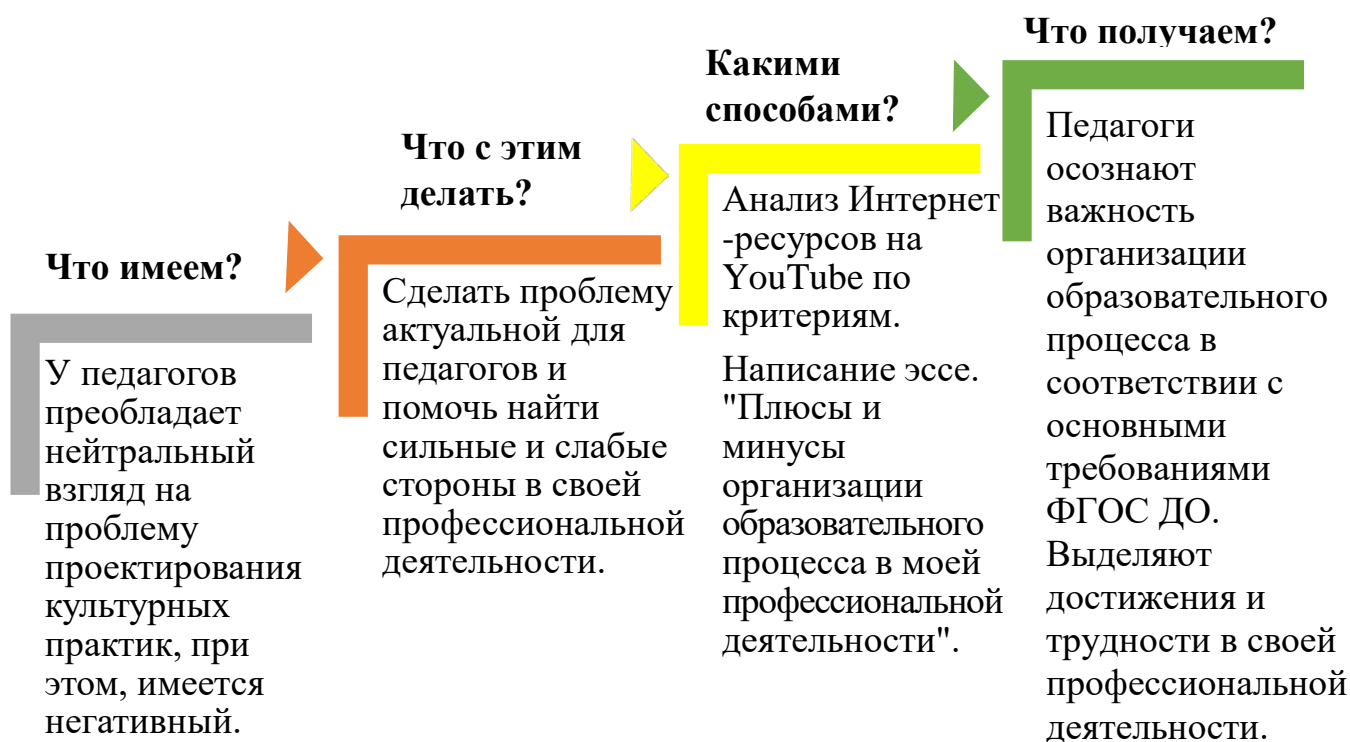 Что имеем?
У педагогов
преобладает
нейтральный
взгляд на
проблему
проектирования
культурных
практик, при
этом, имеется
негативный.
Что с этим
делать?
Сделать проблему
актуальной для
педагогов и
помочь найти
сильные и слабые
стороны в своей
профессиональной
деятельности.
Какими
способами?
Анализ Интернет
-ресурсов на
YouTube по
критериям.
Написание эссе.
"Плюсы и
минусы
организации
образовательного
процесса в моей
профессиональной
деятельности".
Что получаем?
Педагоги
осознают
важность
организации
образовательного
процесса в
соответствии с
основными
требованиями
ФГОС ДО.
Выделяют
достижения и
трудности в своей
профессиональной
деятельности.